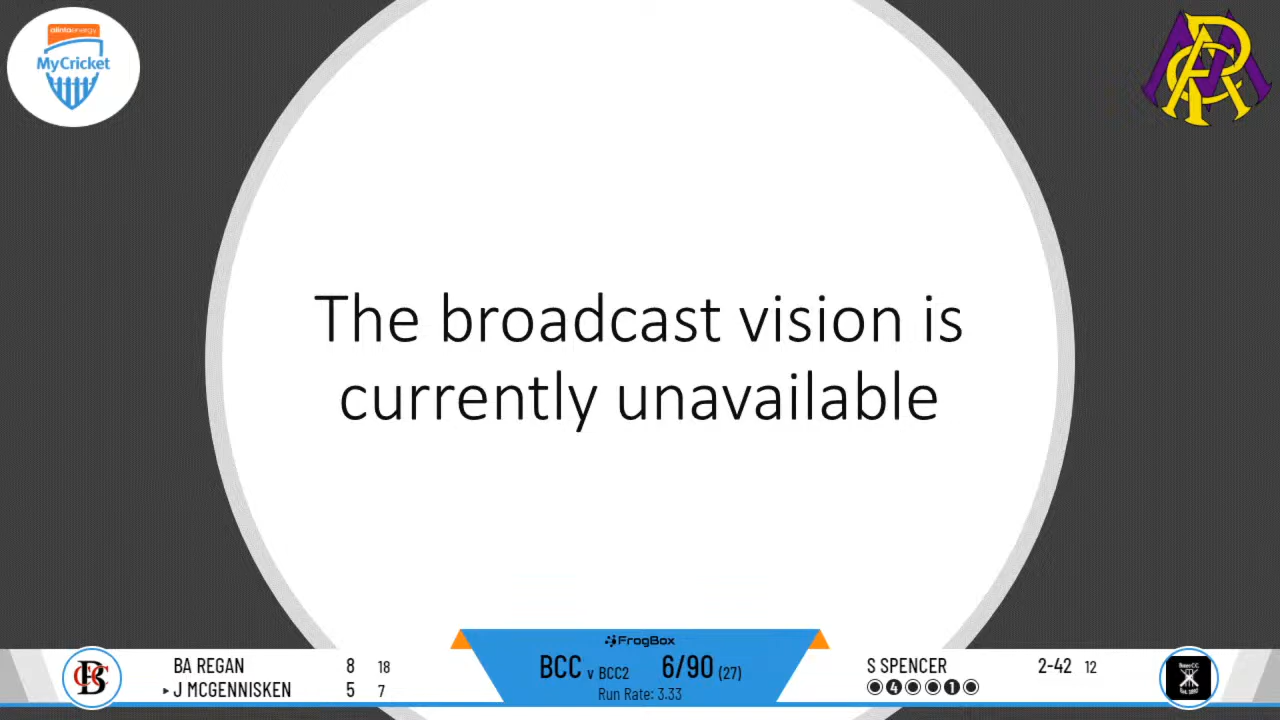 alintaenergy
MyCricket
The broadcast vision is
currently unavailable
FrogBox
BA REGAN 8 18
J MCGENNISKEN 5 7
BCC v BCC2 6/90 (27)
Run Rate: 3.33
S SPENCER 2-42 12
4 1